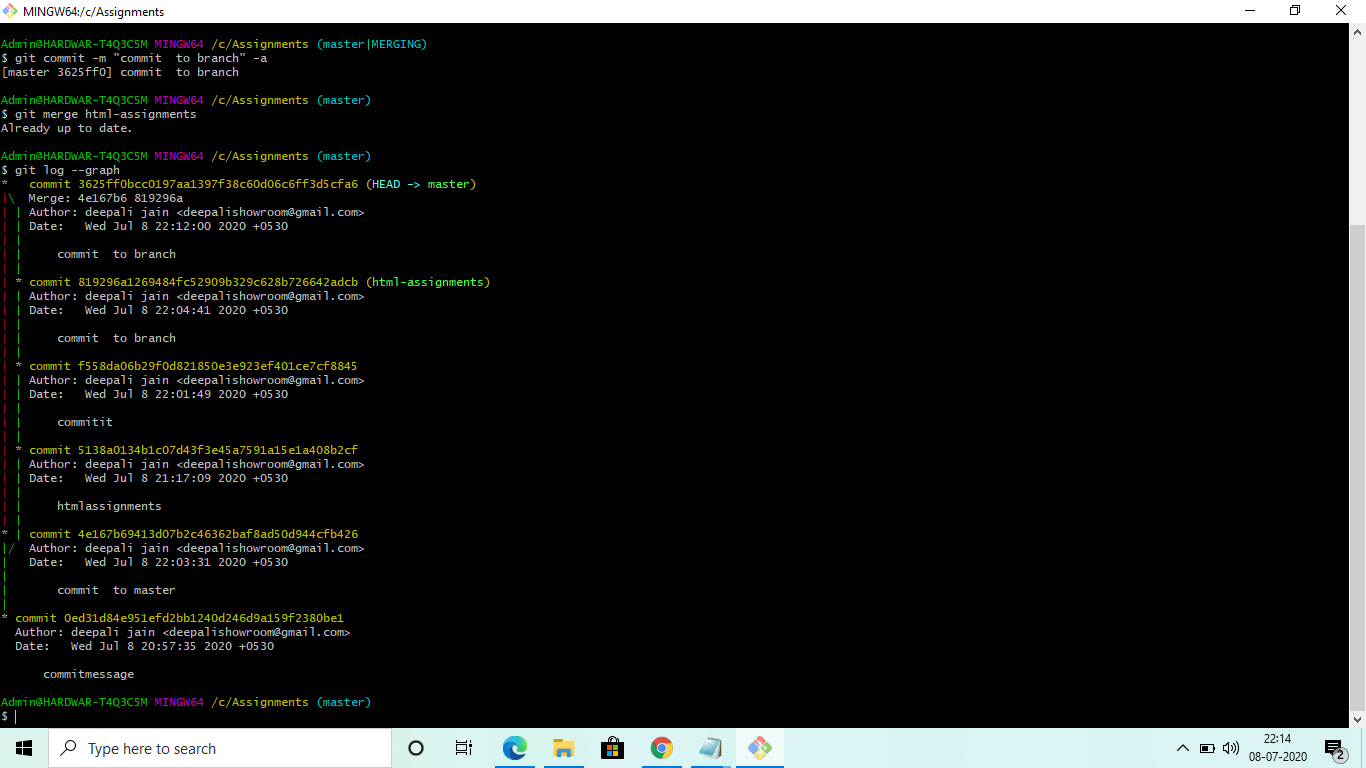 MINGW64:/c/Assignments
Admin@HARDWAR-T4Q3C5M MINGW64 /c/Assignments (master|MERGING)
$ git commit -m "commit  to branch" -a
[master 3625ff0] commit  to branch
Admin@HARDWAR-T4Q3C5M MINGW64 /c/Assignments (master)
$ git merge html-assignments
Already up to date.
Admin@HARDWAR-T4Q3C5M MINGW64 /c/Assignments (master)
$ git log --graph
*   commit 3625ff0bcc0197aa1397f38c60d06c6ff3d5cfa6 (HEAD -> master)
|\  Merge: 4e167b6 819296a
| | Author: deepali jain <deepalishowroom@gmail.com>
| | Date:   Wed Jul 8 22:12:00 2020 +0530
| |
| |     commit  to branch
| |
| * commit 819296a1269484fc52909b329c628b726642adcb (html-assignments)
| | Author: deepali jain <deepalishowroom@gmail.com>
| | Date:   Wed Jul 8 22:04:41 2020 +0530
| |
| |     commit  to branch
| |
| * commit f558da06b29f0d821850e3e923ef401ce7cf8845
| | Author: deepali jain <deepalishowroom@gmail.com>
| | Date:   Wed Jul 8 22:01:49 2020 +0530
| |
| |     commitit
| |
| * commit 5138a0134b1c07d43f3e45a7591a15e1a408b2cf
| | Author: deepali jain <deepalishowroom@gmail.com>
| | Date:   Wed Jul 8 21:17:09 2020 +0530
| |
| |     htmlassignments
| |
* | commit 4e167b69413d07b2c46362baf8ad50d944cfb426
|/  Author: deepali jain <deepalishowroom@gmail.com>
|   Date:   Wed Jul 8 22:03:31 2020 +0530
|
|       commit  to master
|
* commit 0ed31d84e951efd2bb1240d246d9a159f2380be1
  Author: deepali jain <deepalishowroom@gmail.com>
  Date:   Wed Jul 8 20:57:35 2020 +0530
      commitmessage
Admin@HARDWAR-T4Q3C5M MINGW64 /c/Assignments (master)
$
Type here to search
22:14
08-07-2020
2